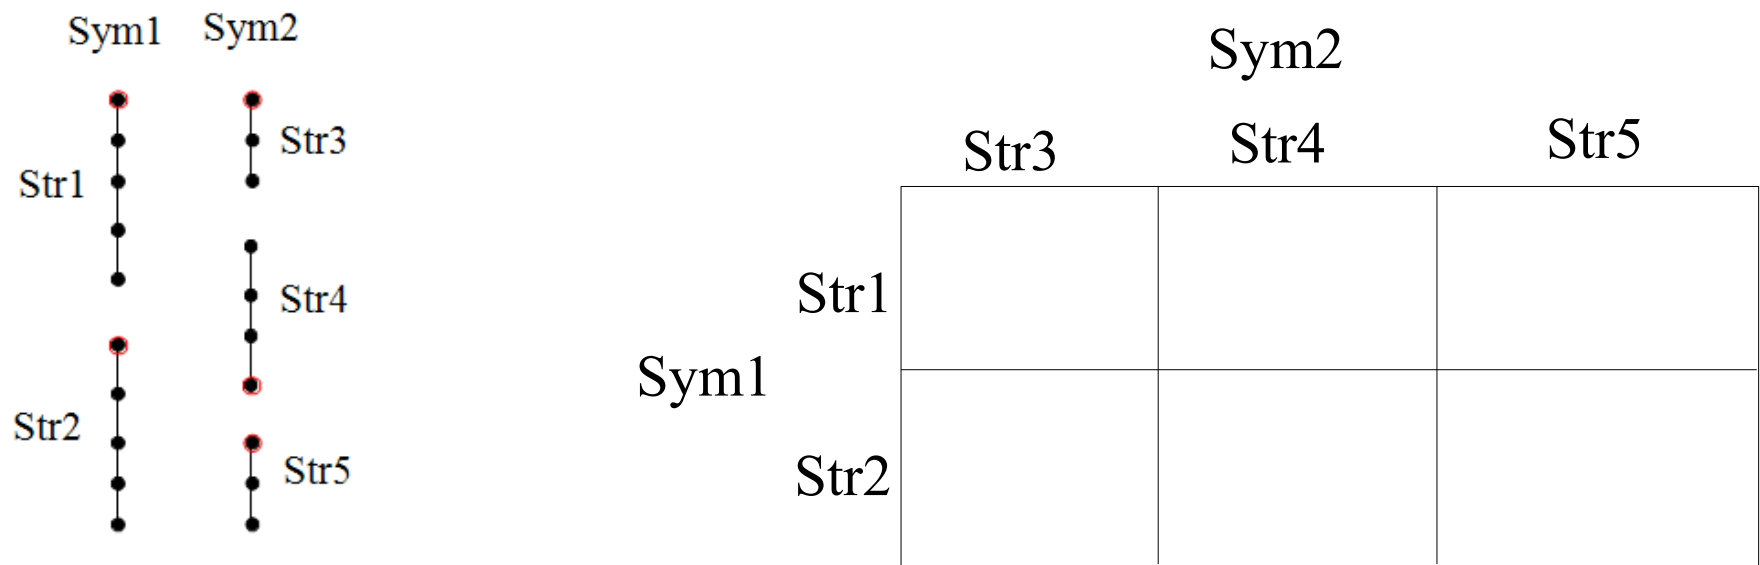 Sym1 Sym2
Str3
Str1
Str4
Str2
Str5
Sym2
Str3 Str4 Str5
Str1
Sym1
Str2